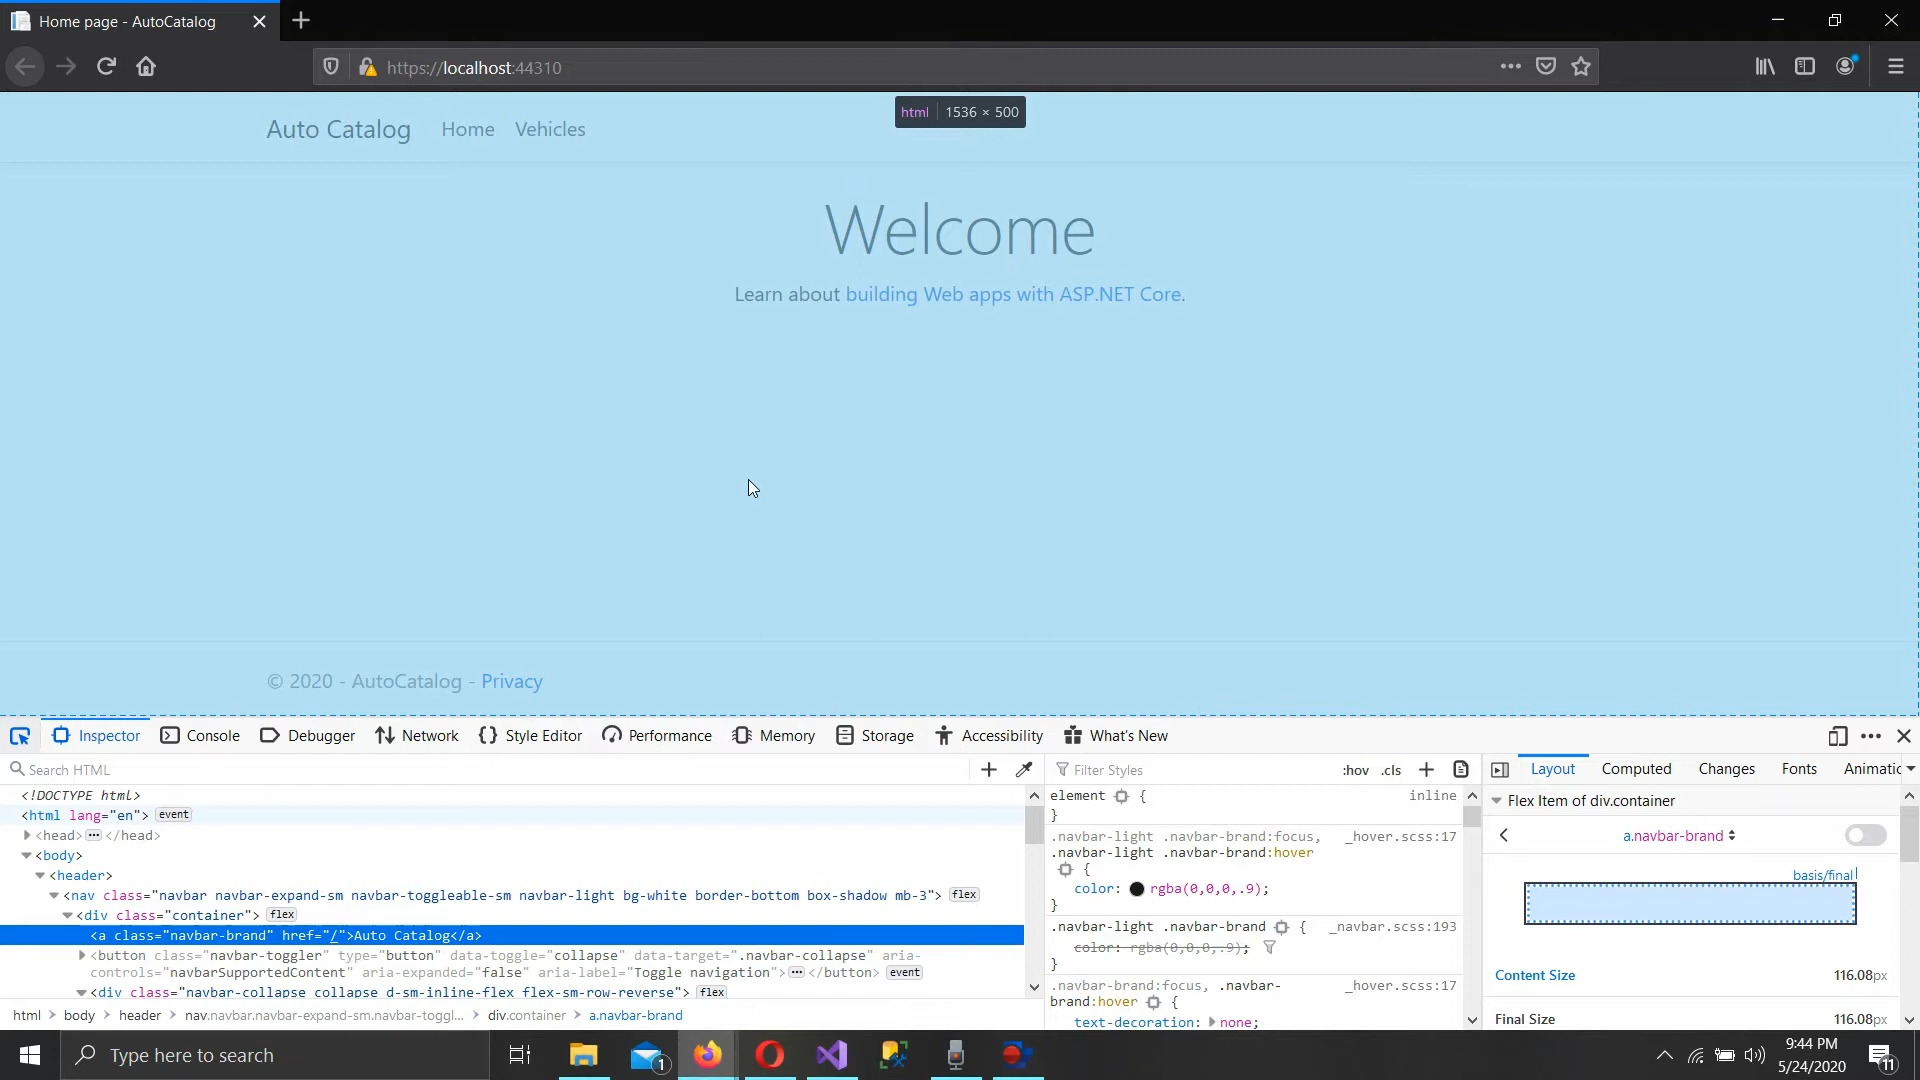 Home page - AutoCatalog
https://localhost:44310
html 1536 × 500
Auto Catalog Home Vehicles
Welcome
Learn about building Web apps with ASP.NET Core.
© 2020 - AutoCatalog - Privacy
Inspector Console Debugger Network Style Editor Performance Memory Storage Accessibility What's New
Search HTML
Filter Styles :hov .cls
Layout Computed Changes Fonts Animatic
<!DOCTYPE html>
<html lang="en"> event
<head> ••• </head>
<body>
<header>
<nav class="navbar navbar-expand-sm navbar-toggleable-sm navbar-light bg-white border-bottom box-shadow mb-3"> flex
<div class="container"> flex
<a class="navbar-brand" href="/">Auto Catalog</a>
<button class="navbar-toggler" type="button" data-toggle="collapse" data-target=".navbar-collapse" aria-
controls="navbarSupportedContent" aria-expanded="false" aria-label="Toggle navigation"> ••• </button> event
<div class="navbar-collapse collapse d-sm-inline-flex flex-sm-row-reverse"> flex
html body header nav.navbar.navbar-expand-sm.navbar-toggl... div.container a.navbar-brand
element { inline
}
.navbar-light .navbar-brand:focus, _hover.scss:17
.navbar-light .navbar-brand:hover
{
color: rgba(0,0,0,.9);
}
.navbar-light .navbar-brand { _navbar.scss:193
color: rgba(0,0,0,.9);
}
.navbar-brand:focus, .navbar- _hover.scss:17
brand:hover {
text-decoration: none;
Flex Item of div.container
a.navbar-brand
basis/final
Content Size 116.08px
Final Size 116.08px
Type here to search
1
9:44 PM
5/24/2020
11